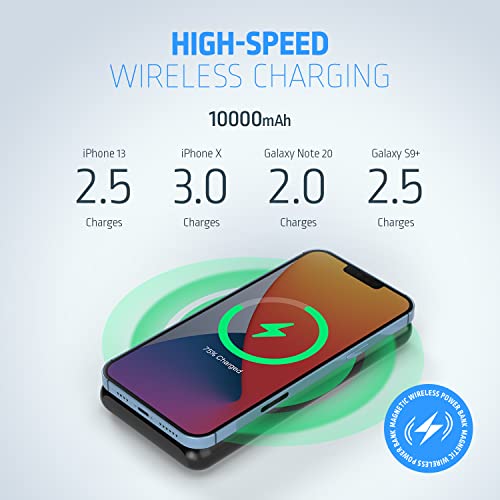 HIGH-SPEED
WIRELESS CHARGING
10000mAh
iPhone 13
2.5
Charges
iPhone X
3.0
Charges
Galaxy Note 20
2.0
Charges
Galaxy S9+
2.5
Charges
75% Charged
MAGNETIC WIRELESS POWER BANK
MAGNETIC WIRELESS POWER BANK